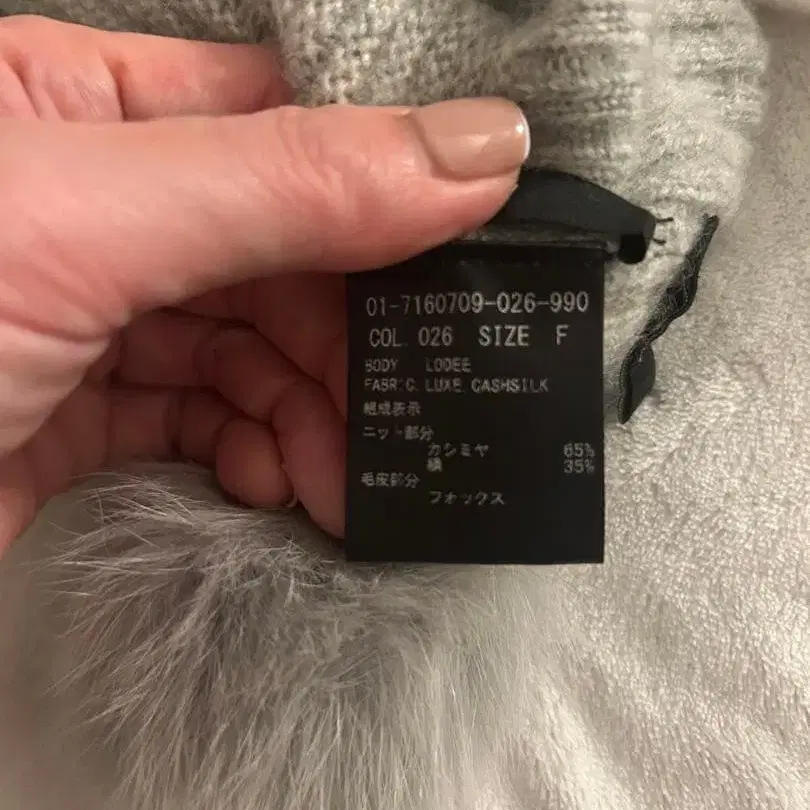 01-7160709-026-990
COL. 026 SIZE F
BODY LODEE
FABRIC. LUXE CASHSILK
組成表示
ニット部分
カシミヤ 65%
絹 35%
毛皮部分
フォックス